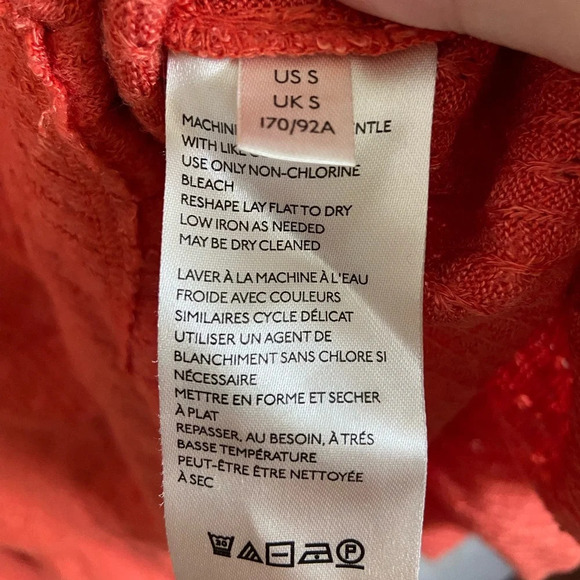 US S
UK S
170/92A
MACHIN NTLE
WITH LIK
USE ONLY NON-CHLORINE
BLEACH
RESHAPE LAY FLAT TO DRY
LOW IRON AS NEEDED
MAY BE DRY CLEANED
LAVER À LA MACHINE À L'EAU
FROIDE AVEC COULEURS
SIMILAIRES CYCLE DÉLICAT
UTILISER UN AGENT DE
BLANCHIMENT SANS CHLORE SI
NÉCESSAIRE
METTRE EN FORME ET SECHER
À PLAT
REPASSER, AU BESOIN, À TRÉS
BASSE TEMPÉRATURE
PEUT-ÊTRE ÊTRE NETTOYÉE
À SEC
30 P